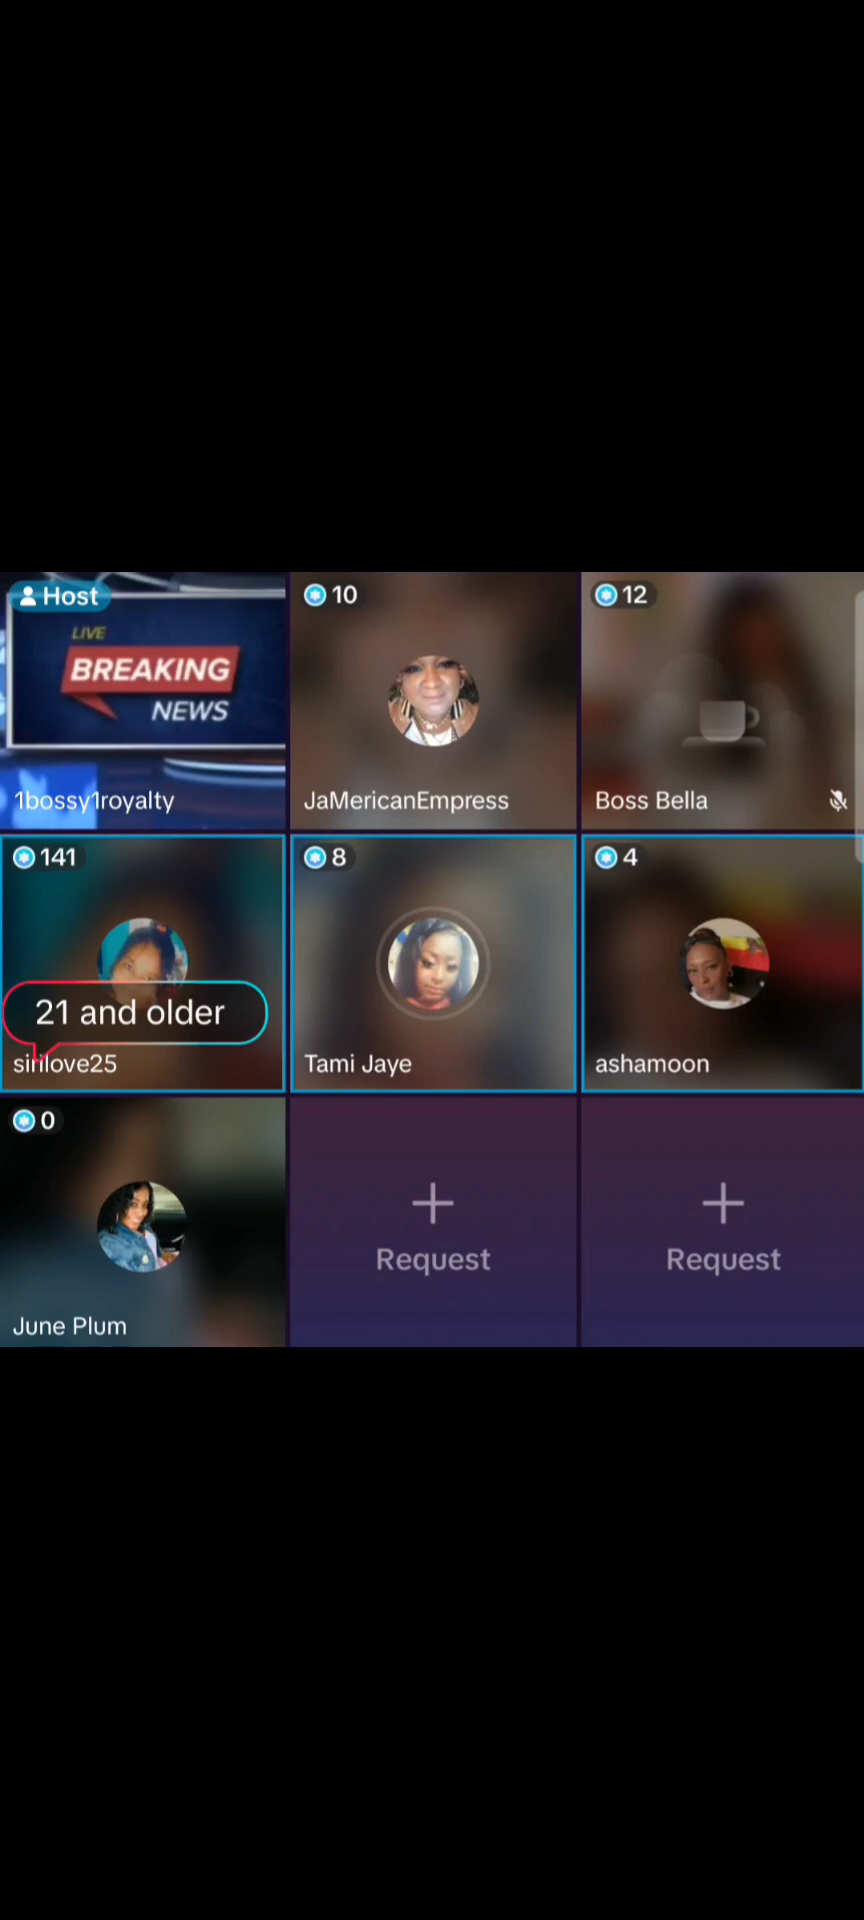 Host
LIVE
BREAKING
NEWS
1bossy1royalty
10
JaMericanEmpress
12
Boss Bella
141
21 and older
sirilove25
8
Tami Jaye
4
ashamoon
0
June Plum
+
Request
+
Request